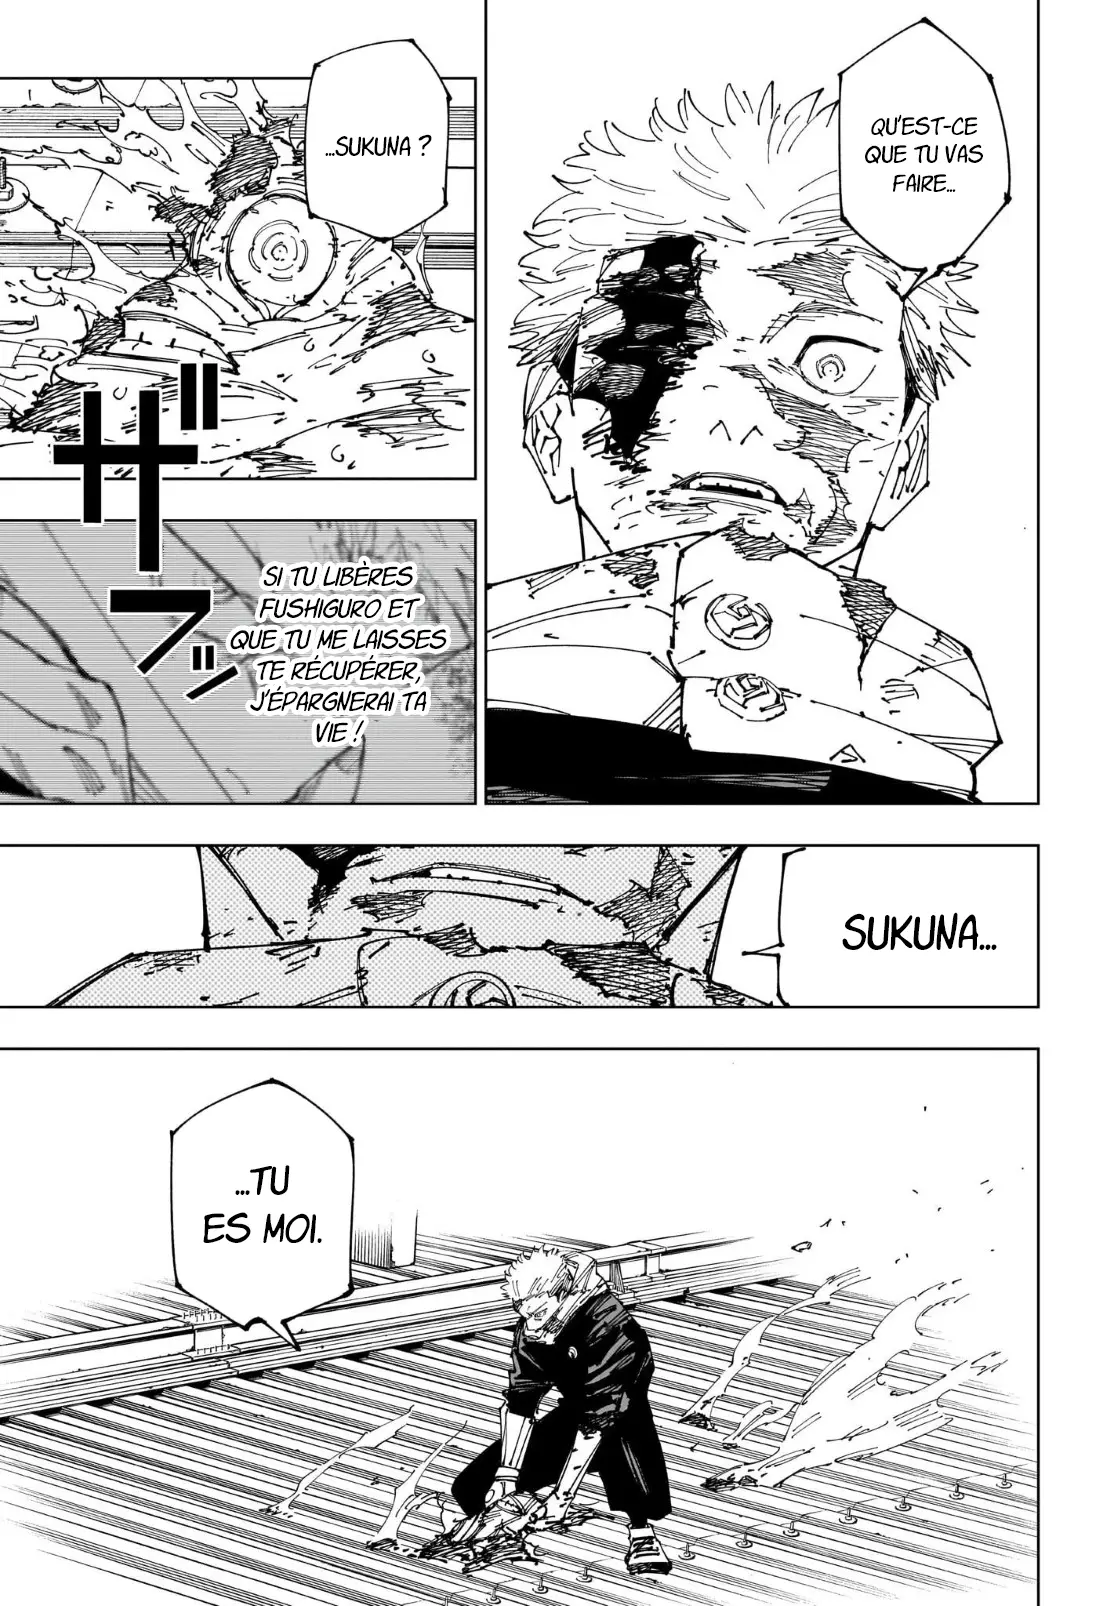 QU'EST-CE
QUE TU VAS
FAIRE...
...SUKUNA ?
ザ゛
ブ゛
SI TU LIBÈRES
FUSHIGURO ET
QUE TU ME LAISSES
TE RÉCUPÉRER,
J'ÉPARGNERAI TA
VIE !
SUKUNA...
...TU
ES MOI.